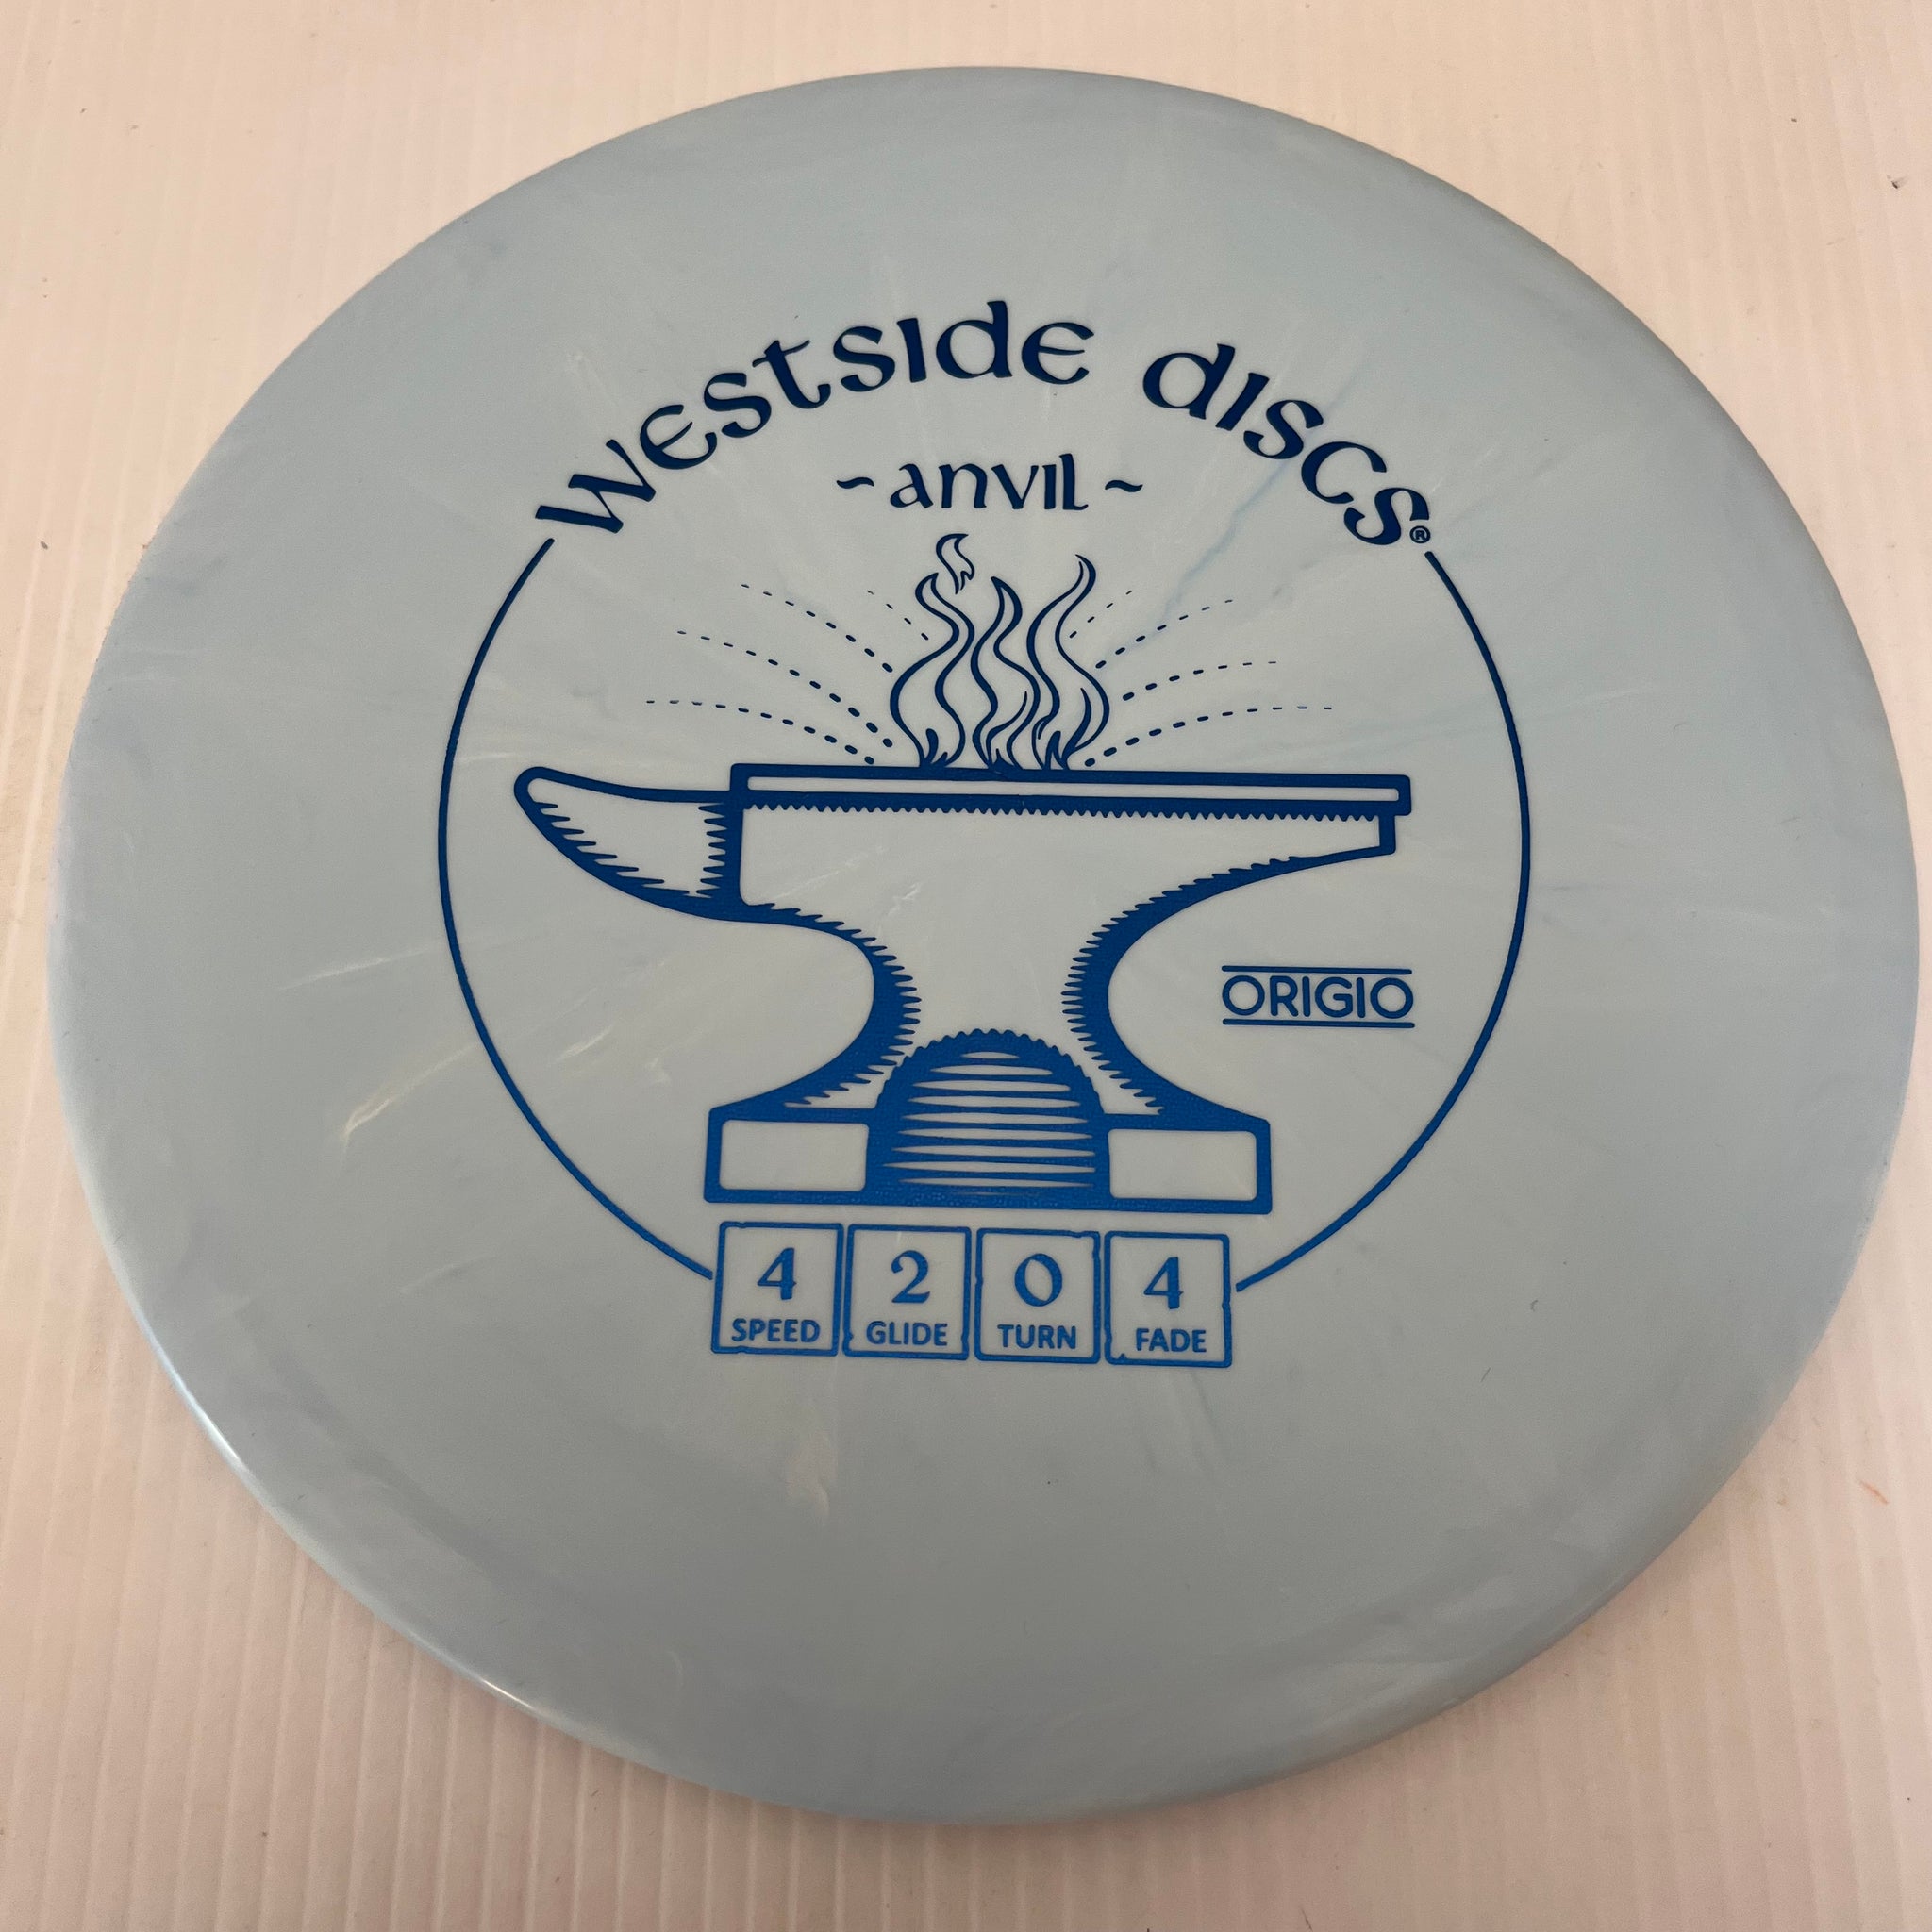 westside discs®
~anvil~
ORIGIO
4 2 0 4
SPEED GLIDE TURN FADE